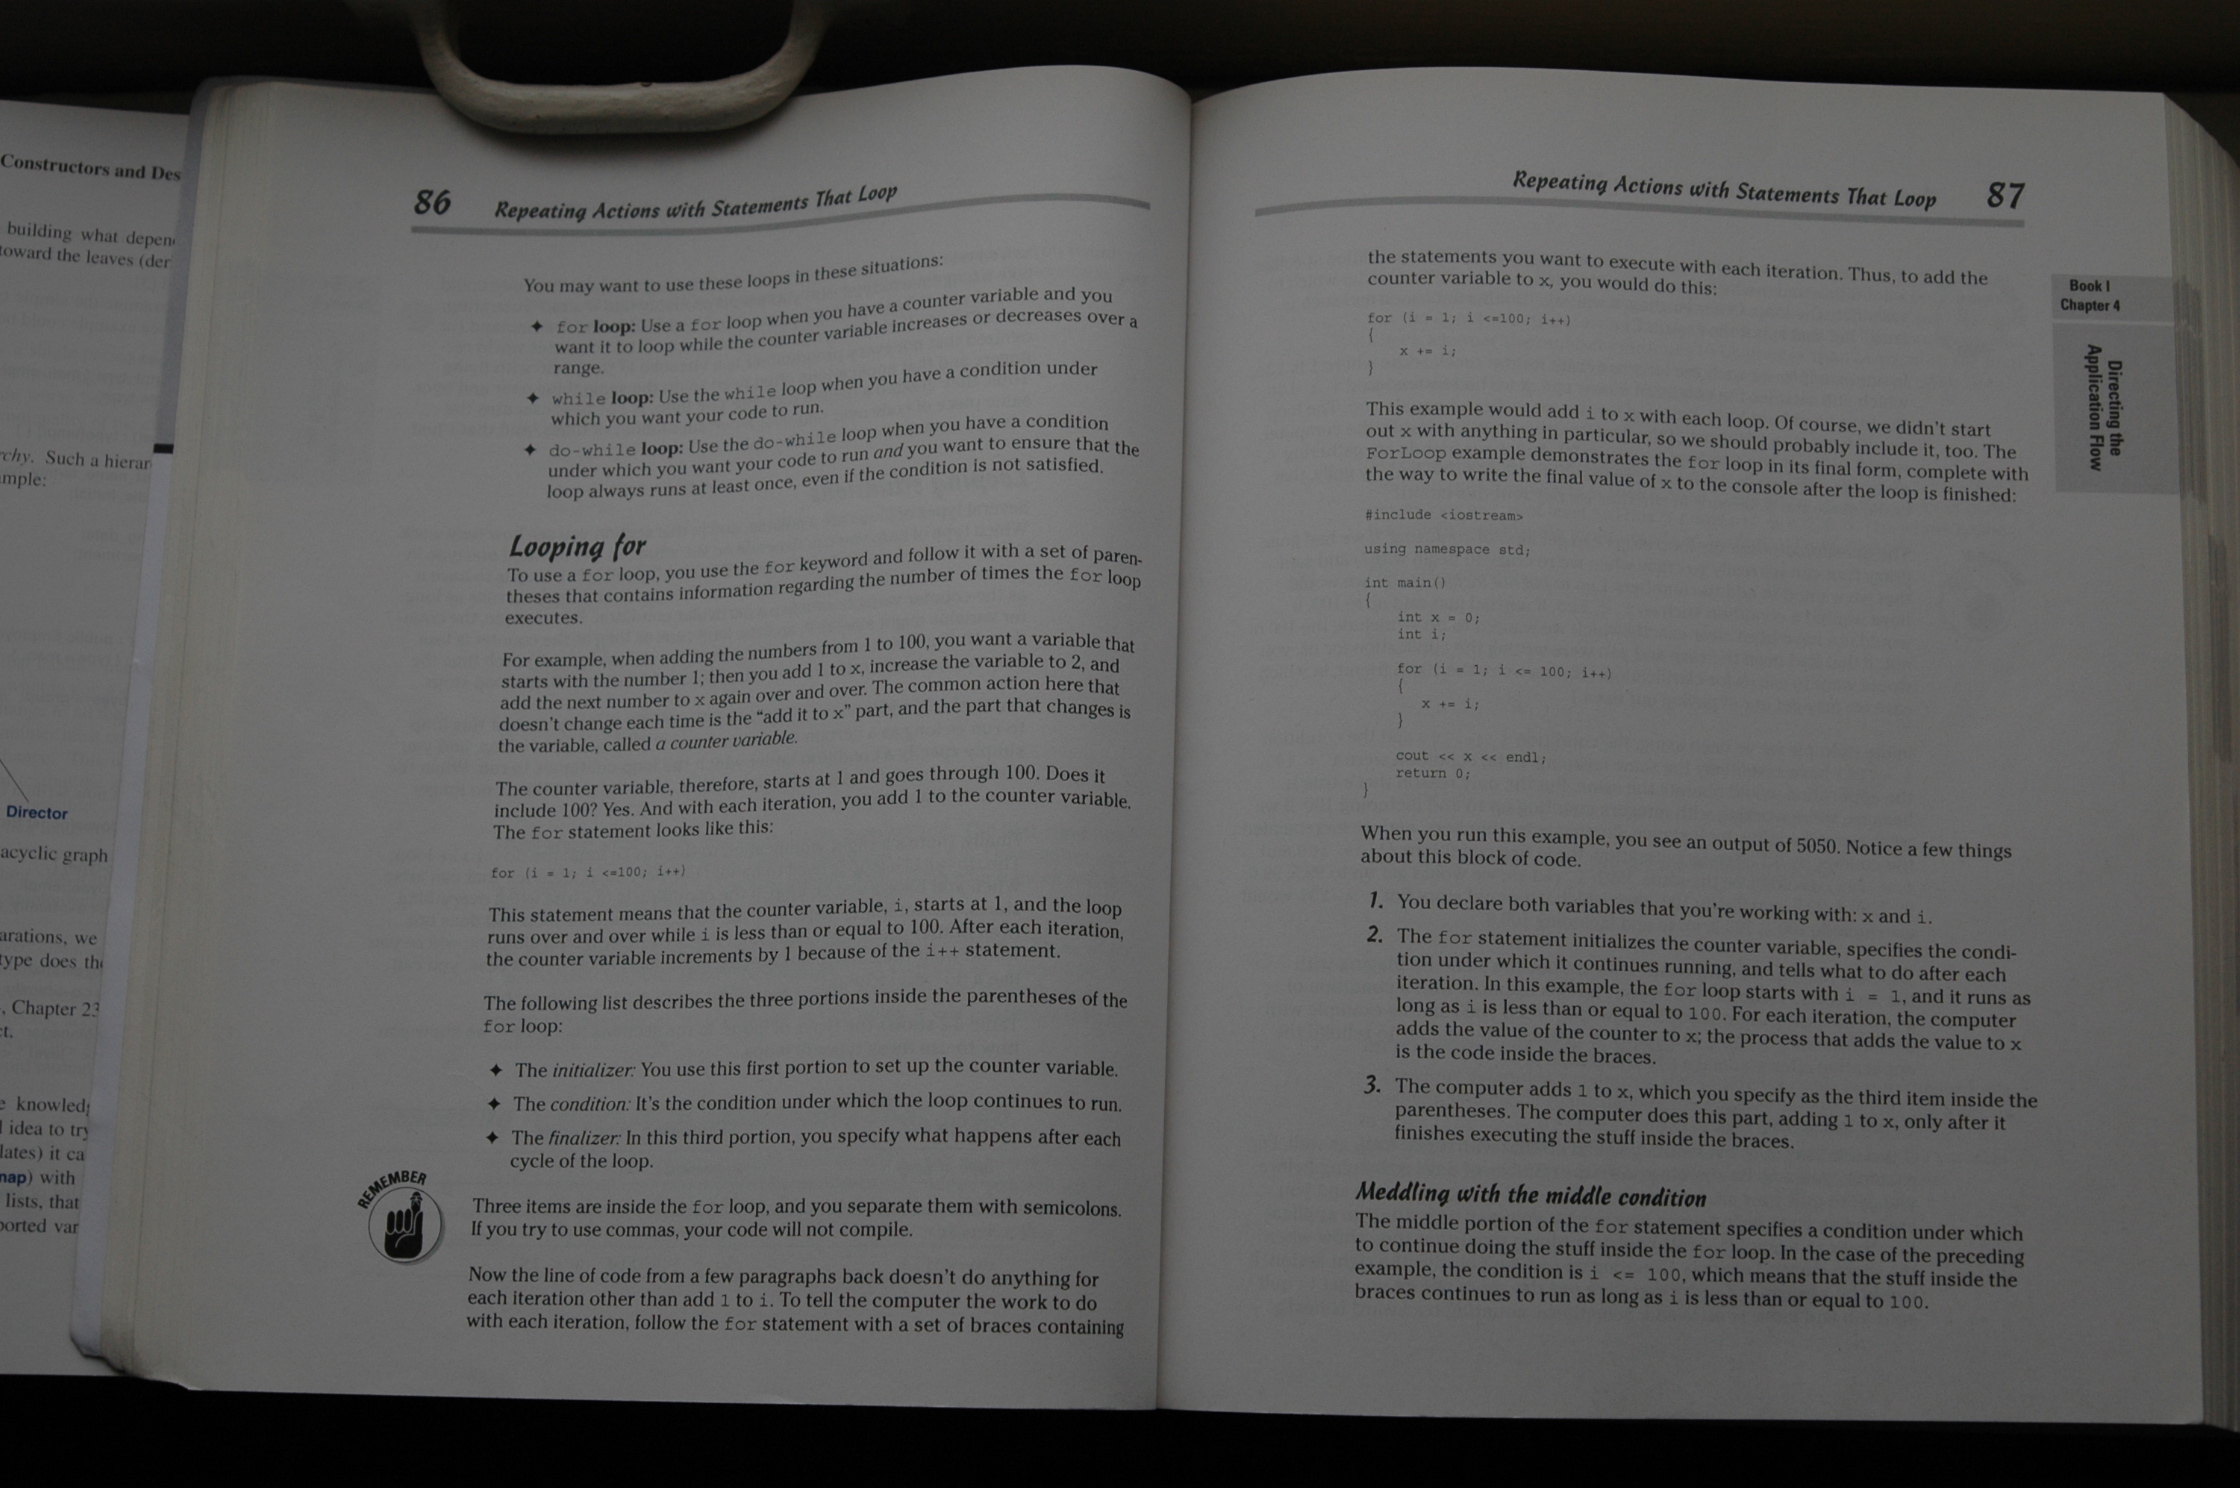 Constructors and Des
building what depen
toward the leaves (der
chy. Such a hierar
mple:
Director
acyclic graph
arations, we
type does the
, Chapter 23
ct.
e knowledg
idea to try
lates) it ca
map) with
lists, that
ported var
86 Repeating Actions with Statements That Loop
You may want to use these loops in these situations:
✦ for loop: Use a for loop when you have a counter variable and you
want it to loop while the counter variable increases or decreases over a
range.
✦ while loop: Use the while loop when you have a condition under
which you want your code to run.
✦ do-while loop: Use the do-while loop when you have a condition
under which you want your code to run and you want to ensure that the
loop always runs at least once, even if the condition is not satisfied.
Looping for
To use a for loop, you use the for keyword and follow it with a set of paren-
theses that contains information regarding the number of times the for loop
executes.
For example, when adding the numbers from 1 to 100, you want a variable that
starts with the number 1; then you add 1 to x, increase the variable to 2, and
add the next number to x again over and over. The common action here that
doesn't change each time is the “add it to x” part, and the part that changes is
the variable, called a counter variable.
The counter variable, therefore, starts at 1 and goes through 100. Does it
include 100? Yes. And with each iteration, you add 1 to the counter variable.
The for statement looks like this:
for (i = 1; i <=100; i++)
This statement means that the counter variable, i, starts at 1, and the loop
runs over and over while i is less than or equal to 100. After each iteration,
the counter variable increments by 1 because of the i++ statement.
The following list describes the three portions inside the parentheses of the
for loop:
✦ The initializer: You use this first portion to set up the counter variable.
✦ The condition: It's the condition under which the loop continues to run.
✦ The finalizer: In this third portion, you specify what happens after each
cycle of the loop.
REMEMBER
Three items are inside the for loop, and you separate them with semicolons.
If you try to use commas, your code will not compile.
Now the line of code from a few paragraphs back doesn't do anything for
each iteration other than add 1 to i. To tell the computer the work to do
with each iteration, follow the for statement with a set of braces containing
Repeating Actions with Statements That Loop 87
the statements you want to execute with each iteration. Thus, to add the
counter variable to x, you would do this:
for (i = 1; i <=100; i++)
{
x += i;
}
This example would add i to x with each loop. Of course, we didn't start
out x with anything in particular, so we should probably include it, too. The
ForLoop example demonstrates the for loop in its final form, complete with
the way to write the final value of x to the console after the loop is finished:
#include <iostream>
using namespace std;
int main()
{
int x = 0;
int i;
for (i = 1; i <= 100; i++)
{
x += i;
}
cout << x << endl;
return 0;
}
When you run this example, you see an output of 5050. Notice a few things
about this block of code.
1. You declare both variables that you're working with: x and i.
2. The for statement initializes the counter variable, specifies the condi-
tion under which it continues running, and tells what to do after each
iteration. In this example, the for loop starts with i = 1, and it runs as
long as i is less than or equal to 100. For each iteration, the computer
adds the value of the counter to x; the process that adds the value to x
is the code inside the braces.
3. The computer adds 1 to x, which you specify as the third item inside the
parentheses. The computer does this part, adding 1 to x, only after it
finishes executing the stuff inside the braces.
Meddling with the middle condition
The middle portion of the for statement specifies a condition under which
to continue doing the stuff inside the for loop. In the case of the preceding
example, the condition is i <= 100, which means that the stuff inside the
braces continues to run as long as i is less than or equal to 100.
Book I
Chapter 4
Directing the
Application Flow